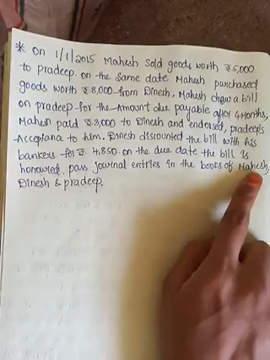 * On 1/1/2015 Mahesh Sold goods worth ₹5,000
to pradeep. on the same date Mahesh purchased
goods worth ₹ 8,000 from Dinesh, Mahesh drew a bill
on pradeep for the Amount due payable after 4 months,
Mahesh paid ₹ 3,000 to Dinesh and endorsed, pradeep's
Acceptance to him. Dinesh discounted the bill with his
bankers for ₹ 4,850. on the due date the bill is
honoured. pass journal entries in the books of Mahesh,
Dinesh & pradeep.